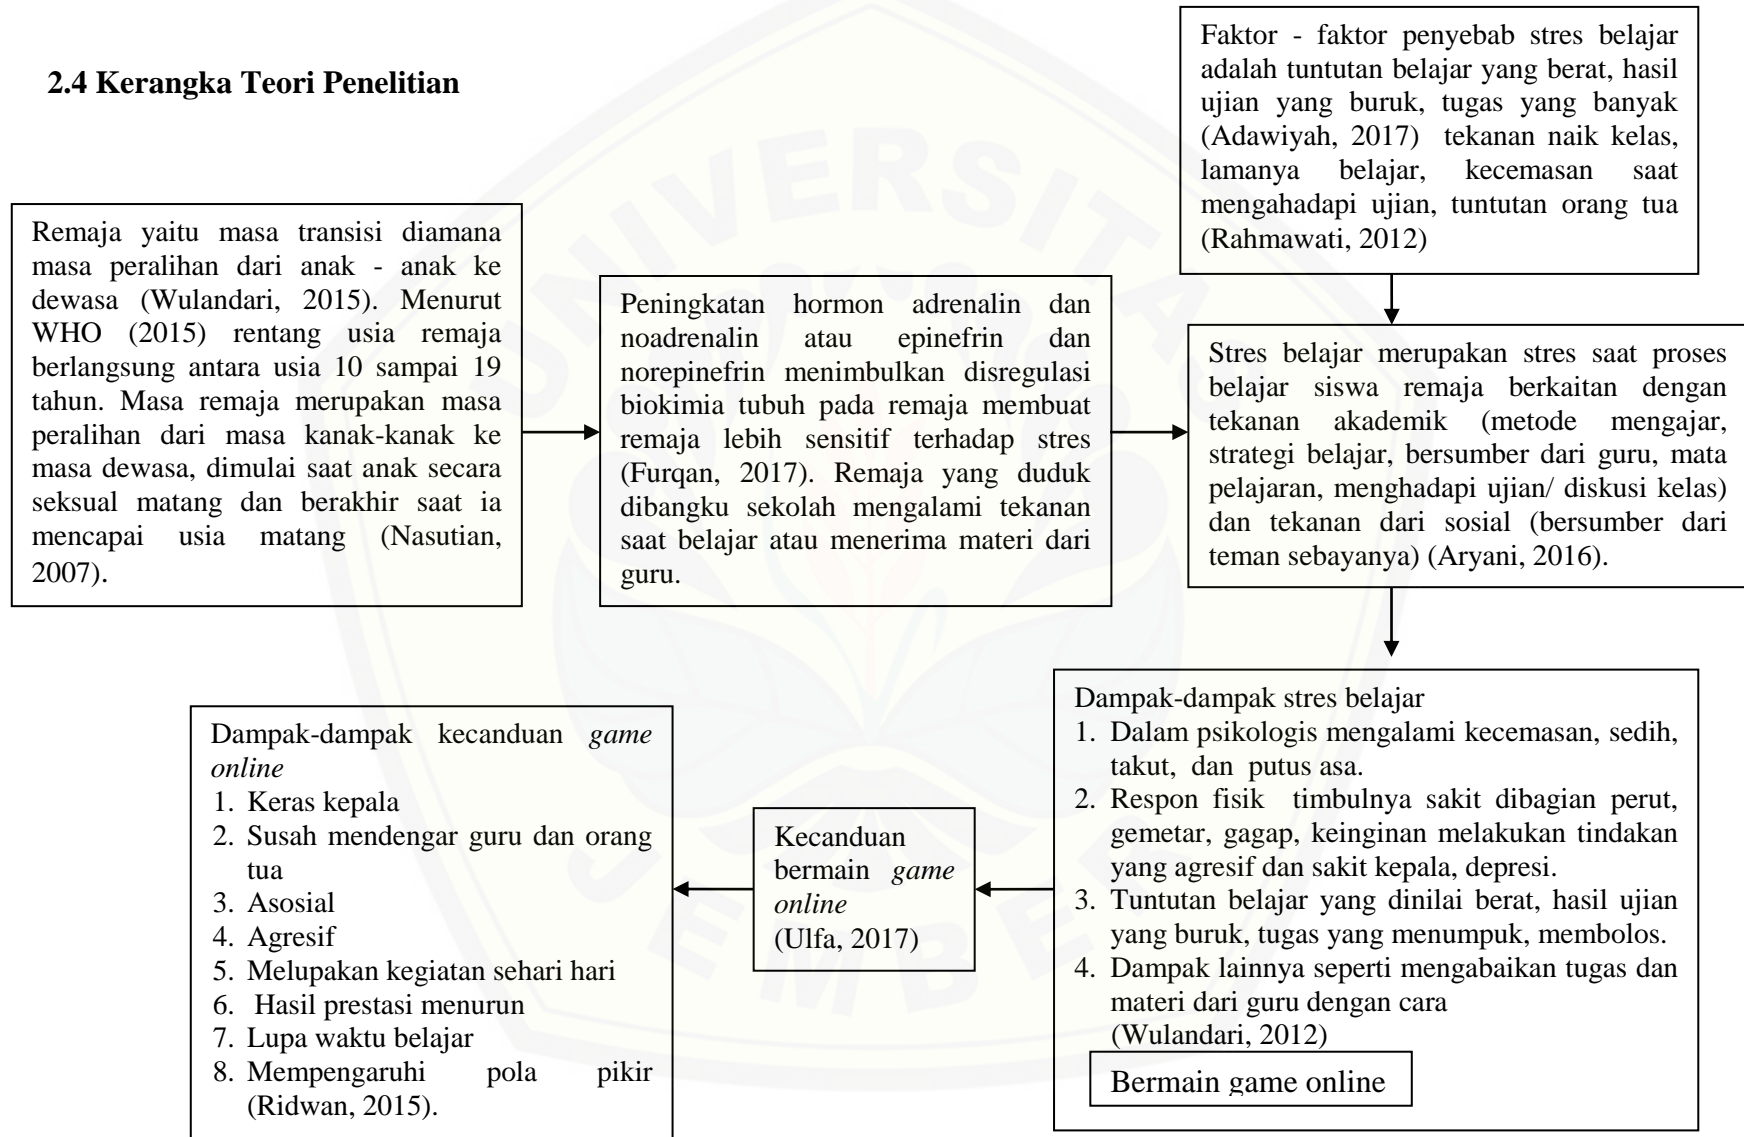 2.4 Kerangka Teori Penelitian
Remaja yaitu masa transisi diamana
masa peralihan dari anak - anak ke
dewasa (Wulandari, 2015). Menurut
WHO (2015) rentang usia remaja
berlangsung antara usia 10 sampai 19
tahun. Masa remaja merupakan masa
peralihan dari masa kanak-kanak ke
masa dewasa, dimulai saat anak secara
seksual matang dan berakhir saat ia
mencapai usia matang (Nasutian,
2007).
Peningkatan hormon adrenalin dan
noadrenalin atau epinefrin dan
norepinefrin menimbulkan disregulasi
biokimia tubuh pada remaja membuat
remaja lebih sensitif terhadap stres
(Furqan, 2017). Remaja yang duduk
dibangku sekolah mengalami tekanan
saat belajar atau menerima materi dari
guru.
Faktor - faktor penyebab stres belajar
adalah tuntutan belajar yang berat, hasil
ujian yang buruk, tugas yang banyak
(Adawiyah, 2017) tekanan naik kelas,
lamanya belajar, kecemasan saat
mengahadapi ujian, tuntutan orang tua
(Rahmawati, 2012)
Stres belajar merupakan stres saat proses
belajar siswa remaja berkaitan dengan
tekanan akademik (metode mengajar,
strategi belajar, bersumber dari guru, mata
pelajaran, menghadapi ujian/ diskusi kelas)
dan tekanan dari sosial (bersumber dari
teman sebayanya) (Aryani, 2016).
Dampak-dampak stres belajar
1. Dalam psikologis mengalami kecemasan, sedih,
takut, dan putus asa.
2. Respon fisik timbulnya sakit dibagian perut,
gemetar, gagap, keinginan melakukan tindakan
yang agresif dan sakit kepala, depresi.
3. Tuntutan belajar yang dinilai berat, hasil ujian
yang buruk, tugas yang menumpuk, membolos.
4. Dampak lainnya seperti mengabaikan tugas dan
materi dari guru dengan cara
(Wulandari, 2012)
Bermain game online
Kecanduan
bermain game
online
(Ulfa, 2017)
Dampak-dampak kecanduan game
online
1. Keras kepala
2. Susah mendengar guru dan orang
tua
3. Asosial
4. Agresif
5. Melupakan kegiatan sehari hari
6. Hasil prestasi menurun
7. Lupa waktu belajar
8. Mempengaruhi pola pikir
(Ridwan, 2015).
UNIVERSITAS
JEMBER